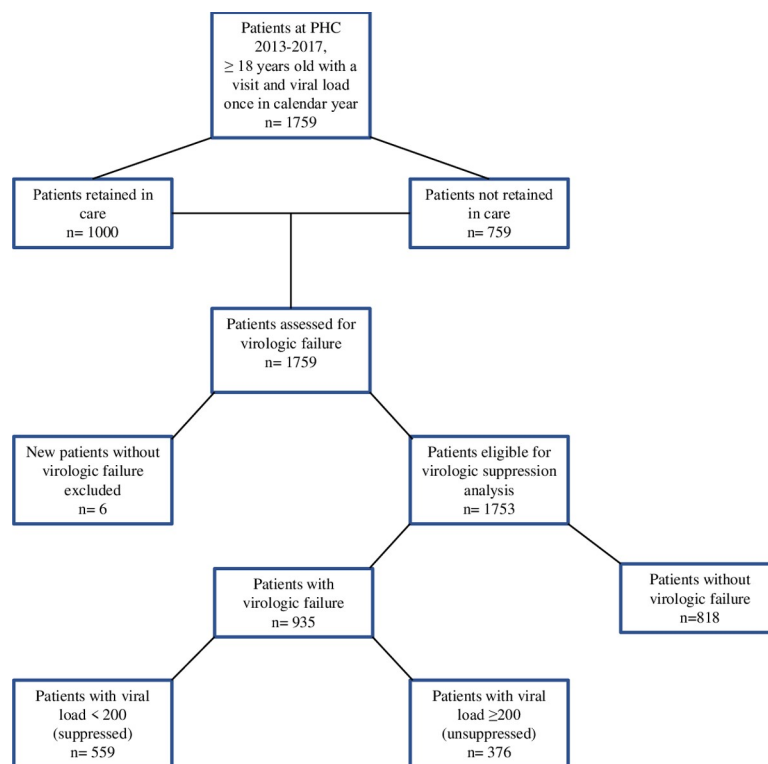 Patients at PHC
2013-2017,
≥ 18 years old with a
visit and viral load
once in calendar year
n= 1759
Patients retained in
care
n= 1000
Patients not retained
in care
n= 759
Patients assessed for
virologic failure
n= 1759
New patients without
virologic failure
excluded
n= 6
Patients eligible for
virologic suppression
analysis
n= 1753
Patients with
virologic failure
n= 935
Patients without
virologic failure
n=818
Patients with viral
load < 200
(suppressed)
n= 559
Patients with viral
load ≥200
(unsuppressed)
n= 376